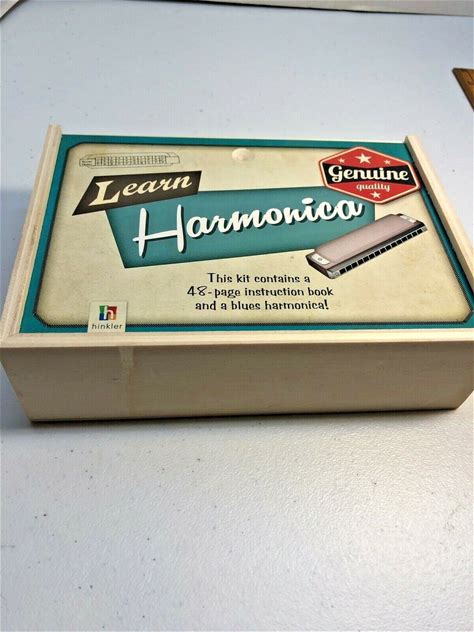 Learn
Harmonica
Genuine
quality
This kit contains a
48-page instruction book
and a blues harmonica!
hinkler